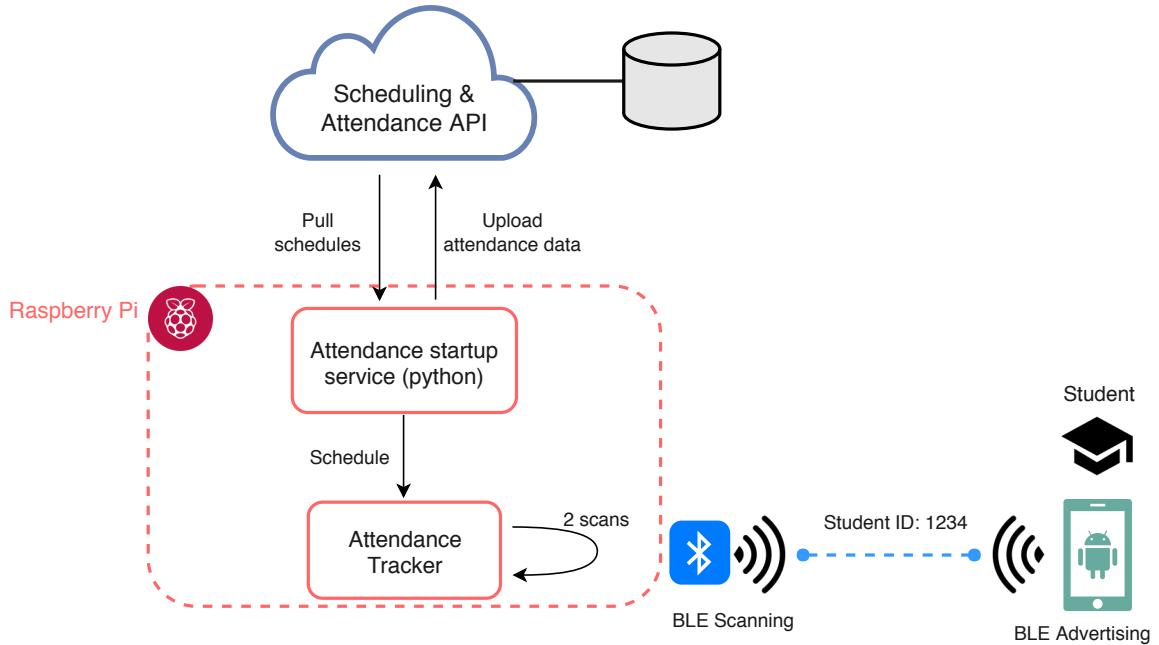 Scheduling &
Attendance API
Pull
schedules
Upload
attendance data
Raspberry Pi
Attendance startup
service (python)
Student
Schedule
2 scans
Attendance
Tracker
Student ID: 1234
BLE Scanning
BLE Advertising